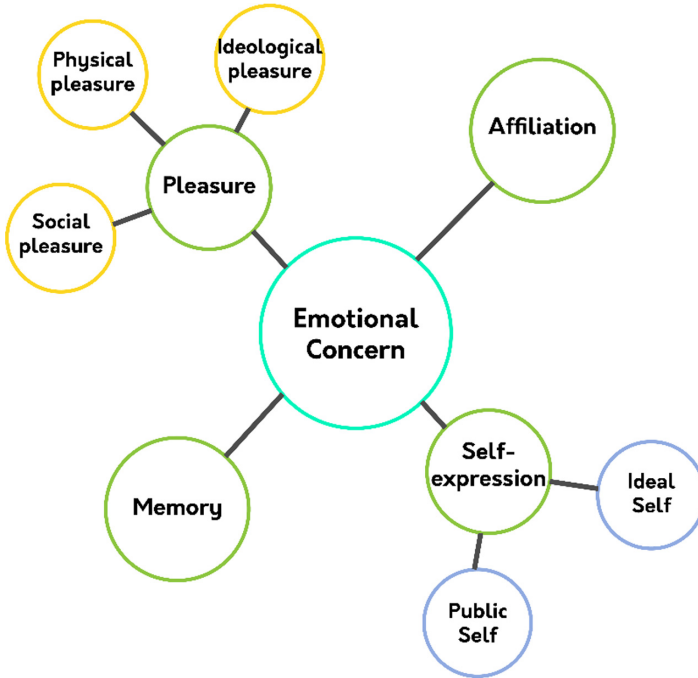 Physical
pleasure
Ideological
pleasure
Affiliation
Pleasure
Social
pleasure
Emotional
Concern
Self-
expression
Ideal
Self
Memory
Public
Self